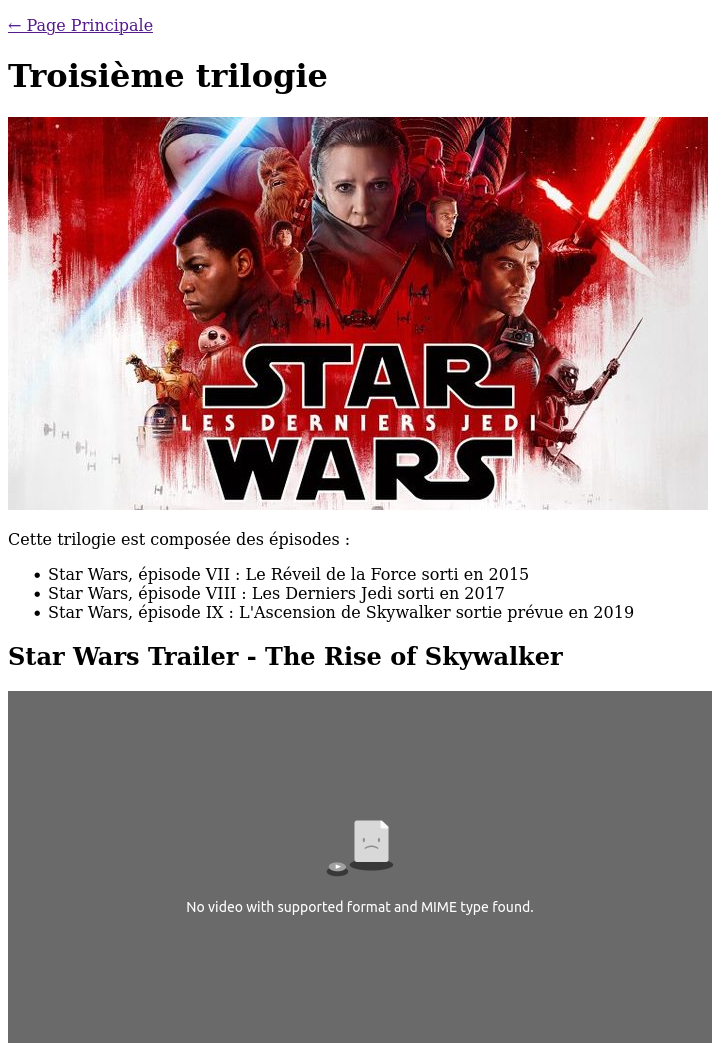 ← Page Principale
Troisième trilogie
STAR
LES DERNIERS JEDI
WARS
Cette trilogie est composée des épisodes :
• Star Wars, épisode VII : Le Réveil de la Force sorti en 2015
• Star Wars, épisode VIII : Les Derniers Jedi sorti en 2017
• Star Wars, épisode IX : L'Ascension de Skywalker sortie prévue en 2019
Star Wars Trailer - The Rise of Skywalker
No video with supported format and MIME type found.